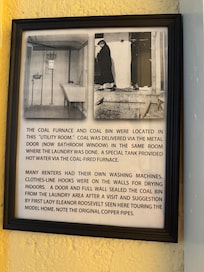 THE COAL FURNACE AND COAL BIN WERE LOCATED IN
THIS "UTILITY ROOM." COAL WAS DELIVERED VIA THE METAL
DOOR (NOW BATHROOM WINDOW) IN THE SAME ROOM
WHERE THE LAUNDRY WAS DONE. A SPECIAL TANK PROVIDED
HOT WATER VIA THE COAL-FIRED FURNACE.
MANY RENTERS HAD THEIR OWN WASHING MACHINES.
CLOTHES-LINE HOOKS WERE ON THE WALLS FOR DRYING
INDOORS. A DOOR AND FULL WALL SEALED THE COAL BIN
FROM THE LAUNDRY AREA AFTER A VISIT AND SUGGESTION
BY FIRST LADY ELEANOR ROOSEVELT SEEN HERE TOURING THE
MODEL HOME. NOTE THE ORIGINAL COPPER PIPES.